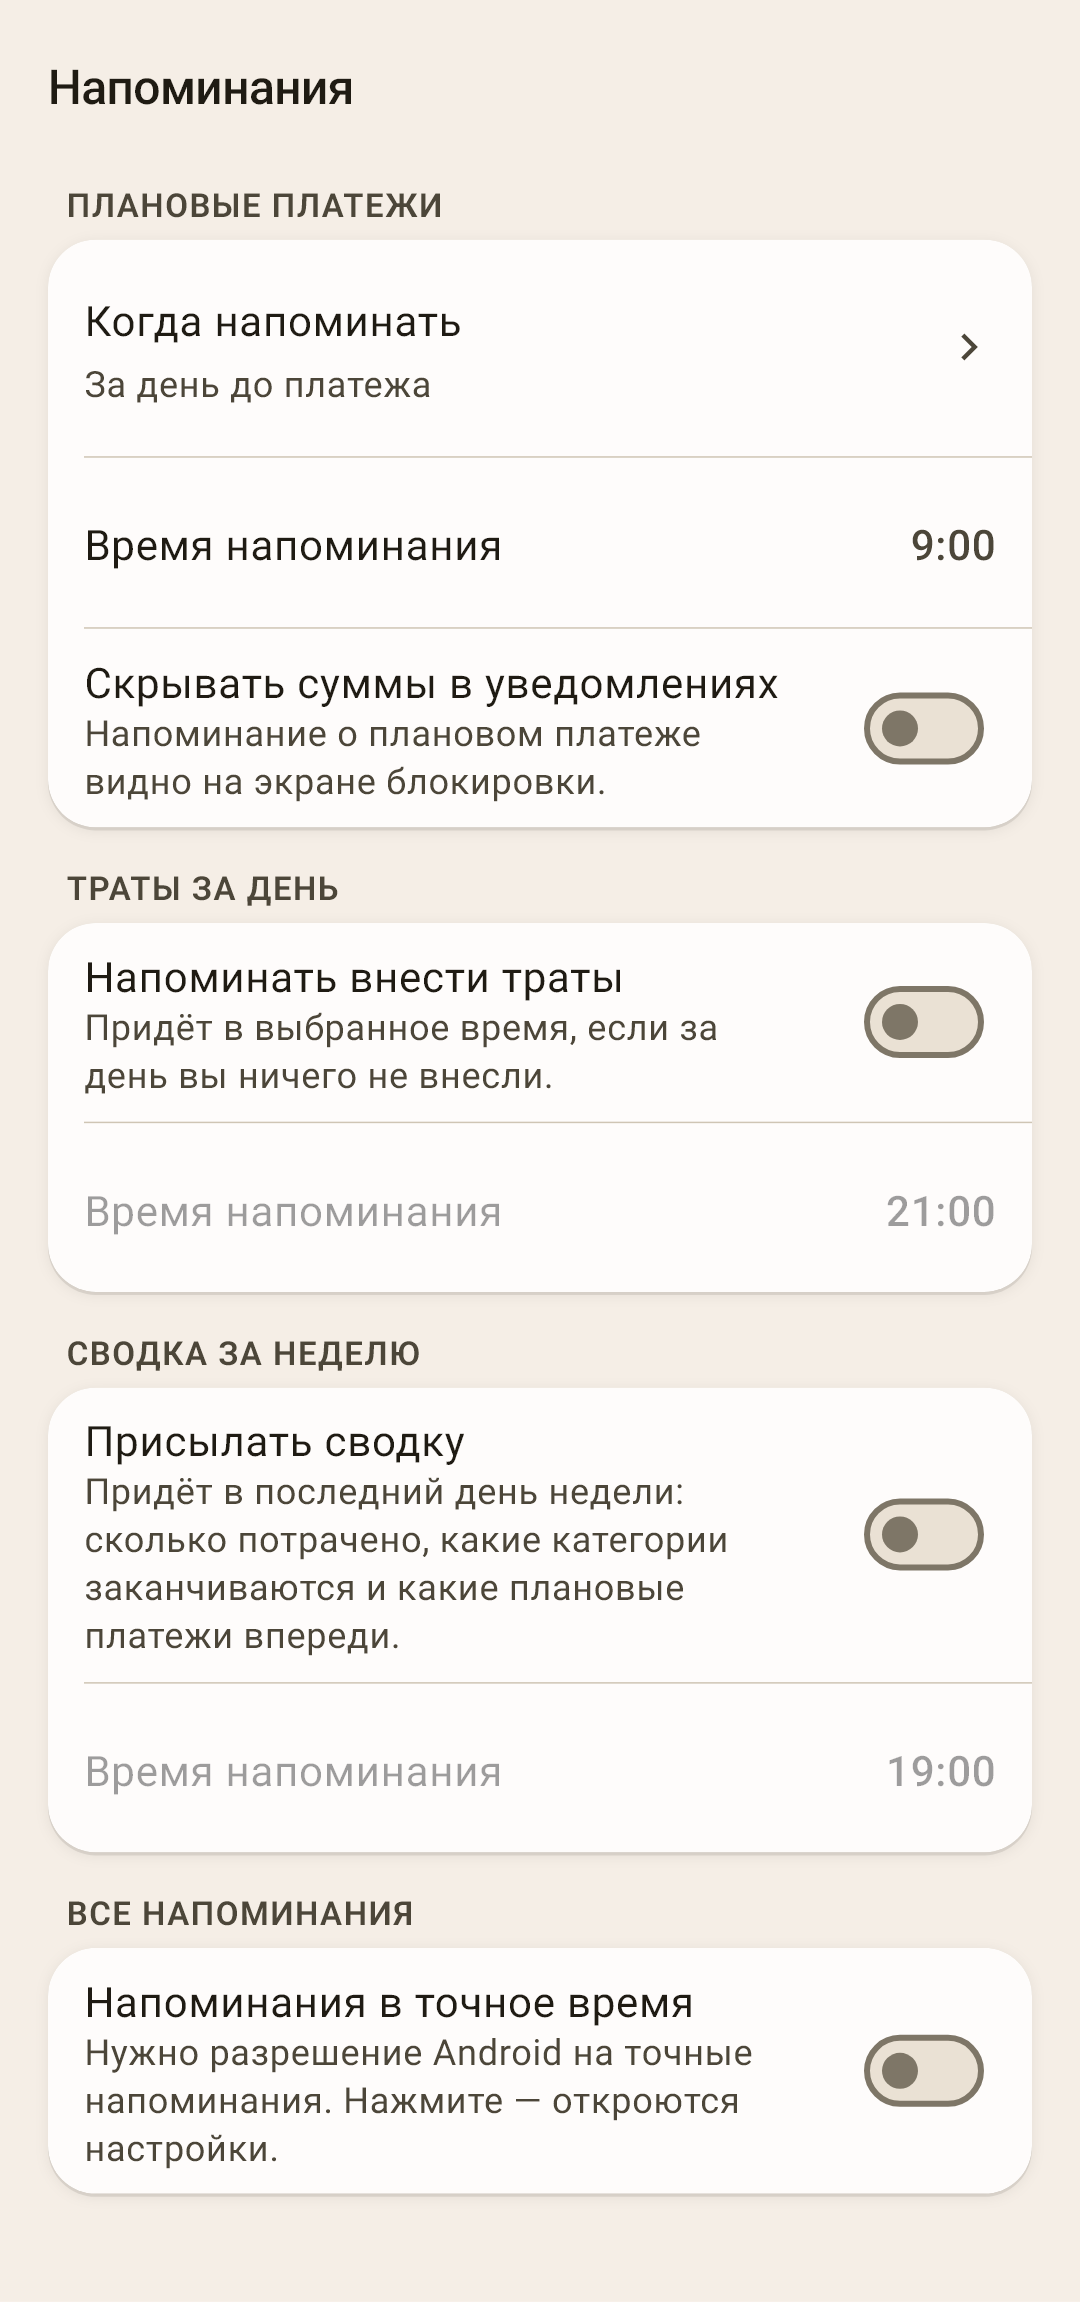 Напоминания
ПЛАНОВЫЕ ПЛАТЕЖИ
Когда напоминать
За день до платежа
Время напоминания 9:00
Скрывать суммы в уведомлениях
Напоминание о плановом платеже
видно на экране блокировки.
ТРАТЫ ЗА ДЕНЬ
Напоминать внести траты
Придёт в выбранное время, если за
день вы ничего не внесли.
Время напоминания 21:00
СВОДКА ЗА НЕДЕЛЮ
Присылать сводку
Придёт в последний день недели:
сколько потрачено, какие категории
заканчиваются и какие плановые
платежи впереди.
Время напоминания 19:00
ВСЕ НАПОМИНАНИЯ
Напоминания в точное время
Нужно разрешение Android на точные
напоминания. Нажмите — откроются
настройки.